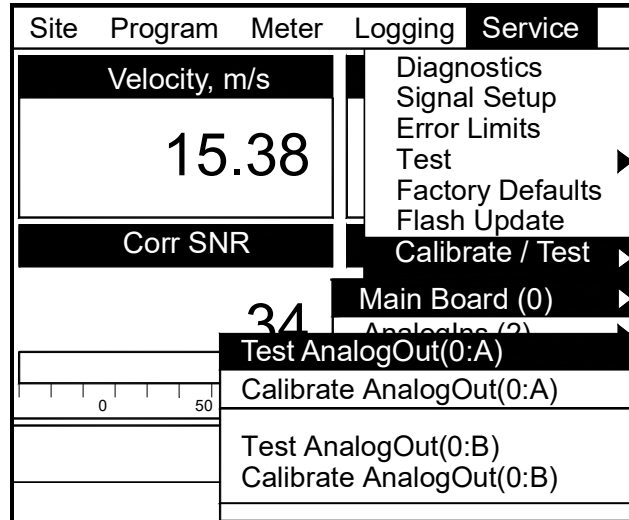 Site Program Meter Logging Service
Velocity, m/s
15.38
Diagnostics
Signal Setup
Error Limits
Test
Factory Defaults
Flash Update
Calibrate / Test
Corr SNR
34
Main Board (0)
AnalogIns (2)
Test AnalogOut(0:A)
Calibrate AnalogOut(0:A)
0 50
Test AnalogOut(0:B)
Calibrate AnalogOut(0:B)